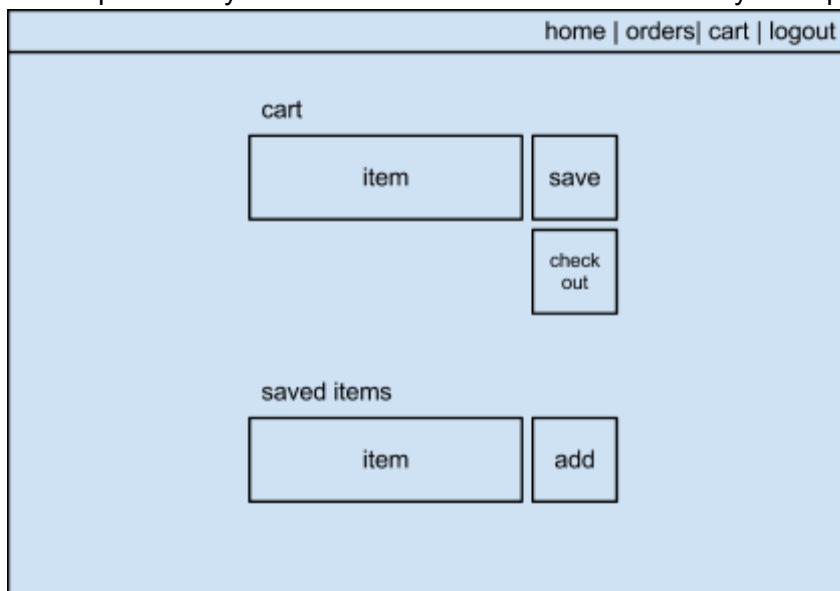 home | orders| cart | logout
cart
item
save
check
out
saved items
item
add